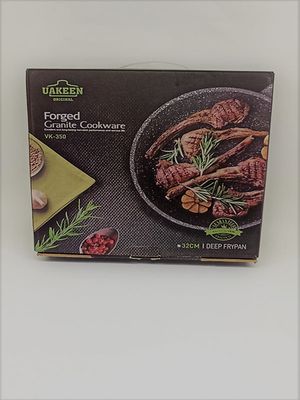 UAKEEN
ORIGINAL
Forged
Granite Cookware
VK-350
32CM | DEEP FRYPAN